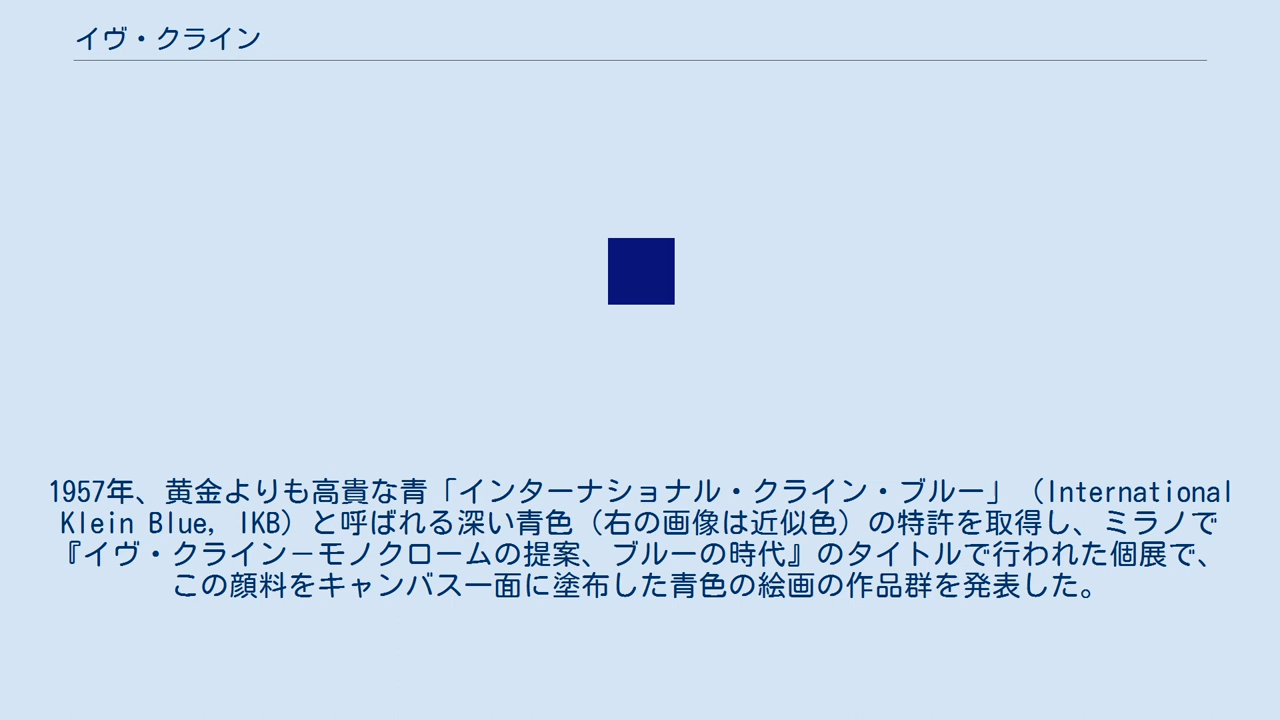 イヴ・クライン
1957年、黄金よりも高貴な青「インターナショナル・クライン・ブルー」（International
Klein Blue, IKB）と呼ばれる深い青色（右の画像は近似色）の特許を取得し、ミラノで
『イヴ・クライン－モノクロームの提案、ブルーの時代』のタイトルで行われた個展で、
この顔料をキャンバス一面に塗布した青色の絵画の作品群を発表した。